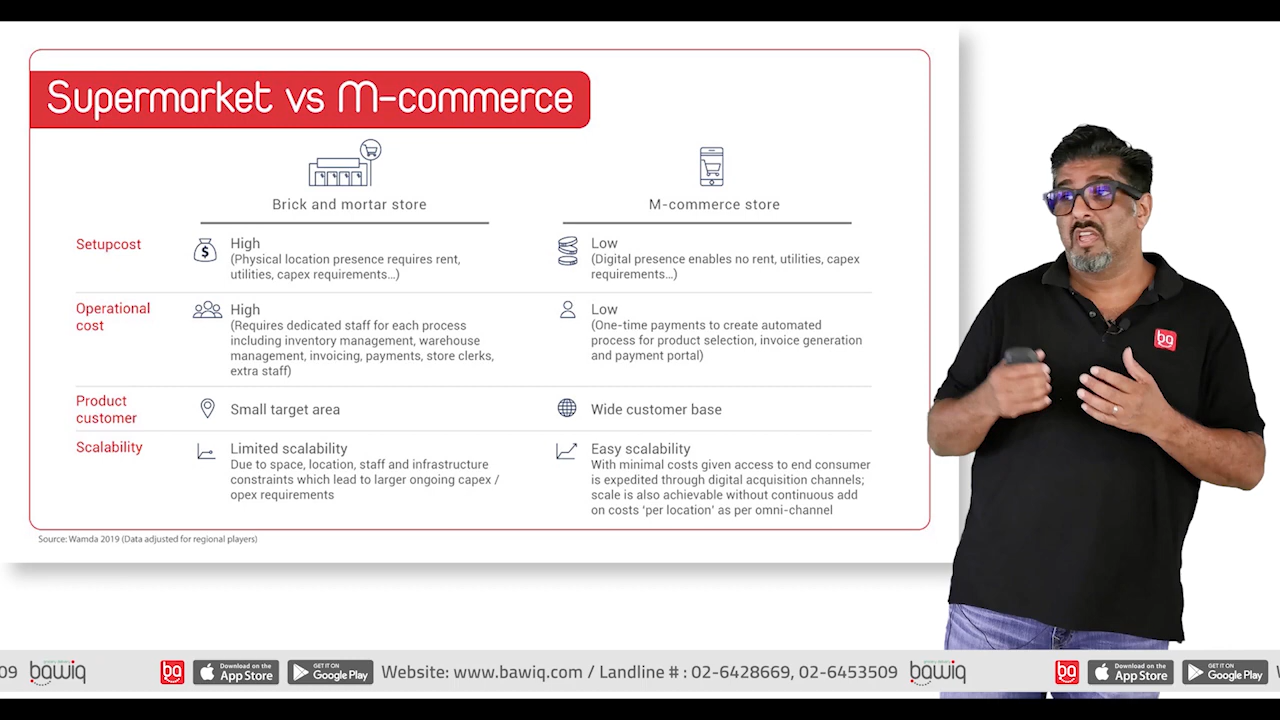 Supermarket vs M-commerce
Brick and mortar store
M-commerce store
Setupcost
High
(Physical location presence requires rent,
utilities, capex requirements...)
Low
(Digital presence enables no rent, utilities, capex
requirements...)
Operational
cost
High
(Requires dedicated staff for each process
including inventory management, warehouse
management, invoicing, payments, store clerks,
extra staff)
Low
(One-time payments to create automated
process for product selection, invoice generation
and payment portal)
Product
customer
Small target area
Wide customer base
Scalability
Limited scalability
Due to space, location, staff and infrastructure
constraints which lead to larger ongoing capex /
opex requirements
Easy scalability
With minimal costs given access to end consumer
is expedited through digital acquisition channels;
scale is also achievable without continuous add
on costs ‘per location’ as per omni-channel
Source: Wamda 2019 (Data adjusted for regional players)
bq
09 bawiq bq Download on the App Store GET IT ON Google Play Website: www.bawiq.com / Landline # : 02-6428669, 02-6453509 bawiq bq Download on the App Store GET IT ON Google Play